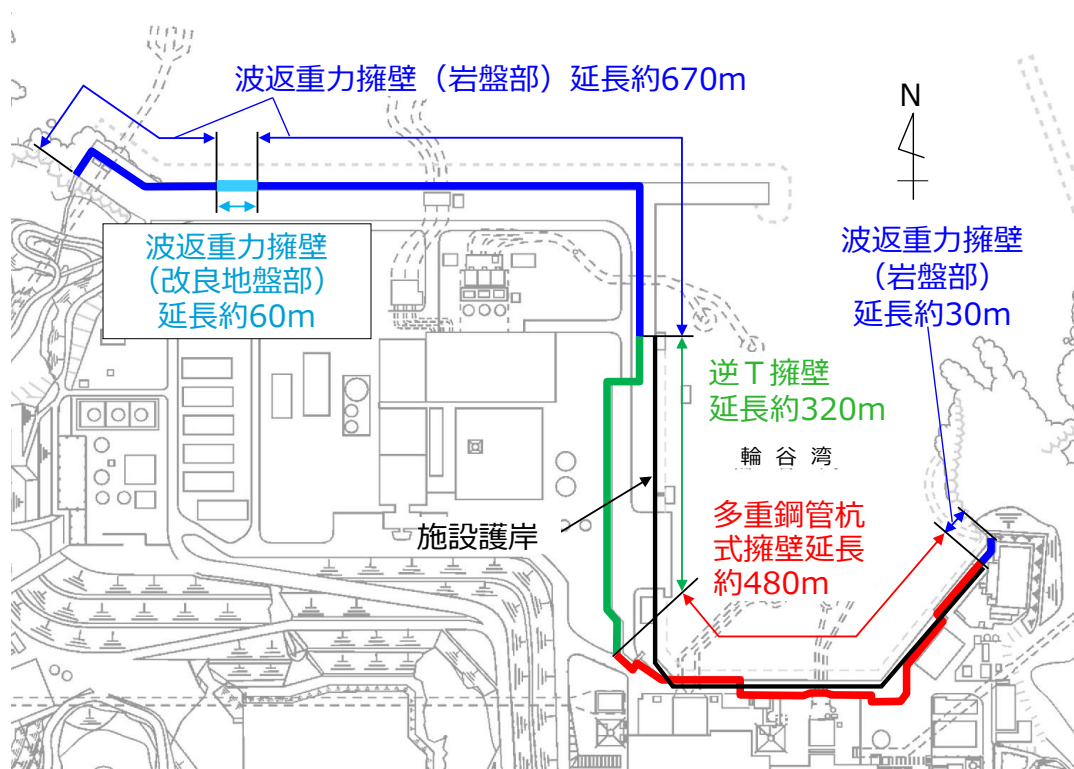 波返重力擁壁（岩盤部）延長約670m
N
波返重力擁壁
（改良地盤部）
延長約60m
波返重力擁壁
（岩盤部）
延長約30m
逆Ｔ擁壁
延長約320m
輪谷湾
多重鋼管杭
式擁壁延長
約480m
施設護岸